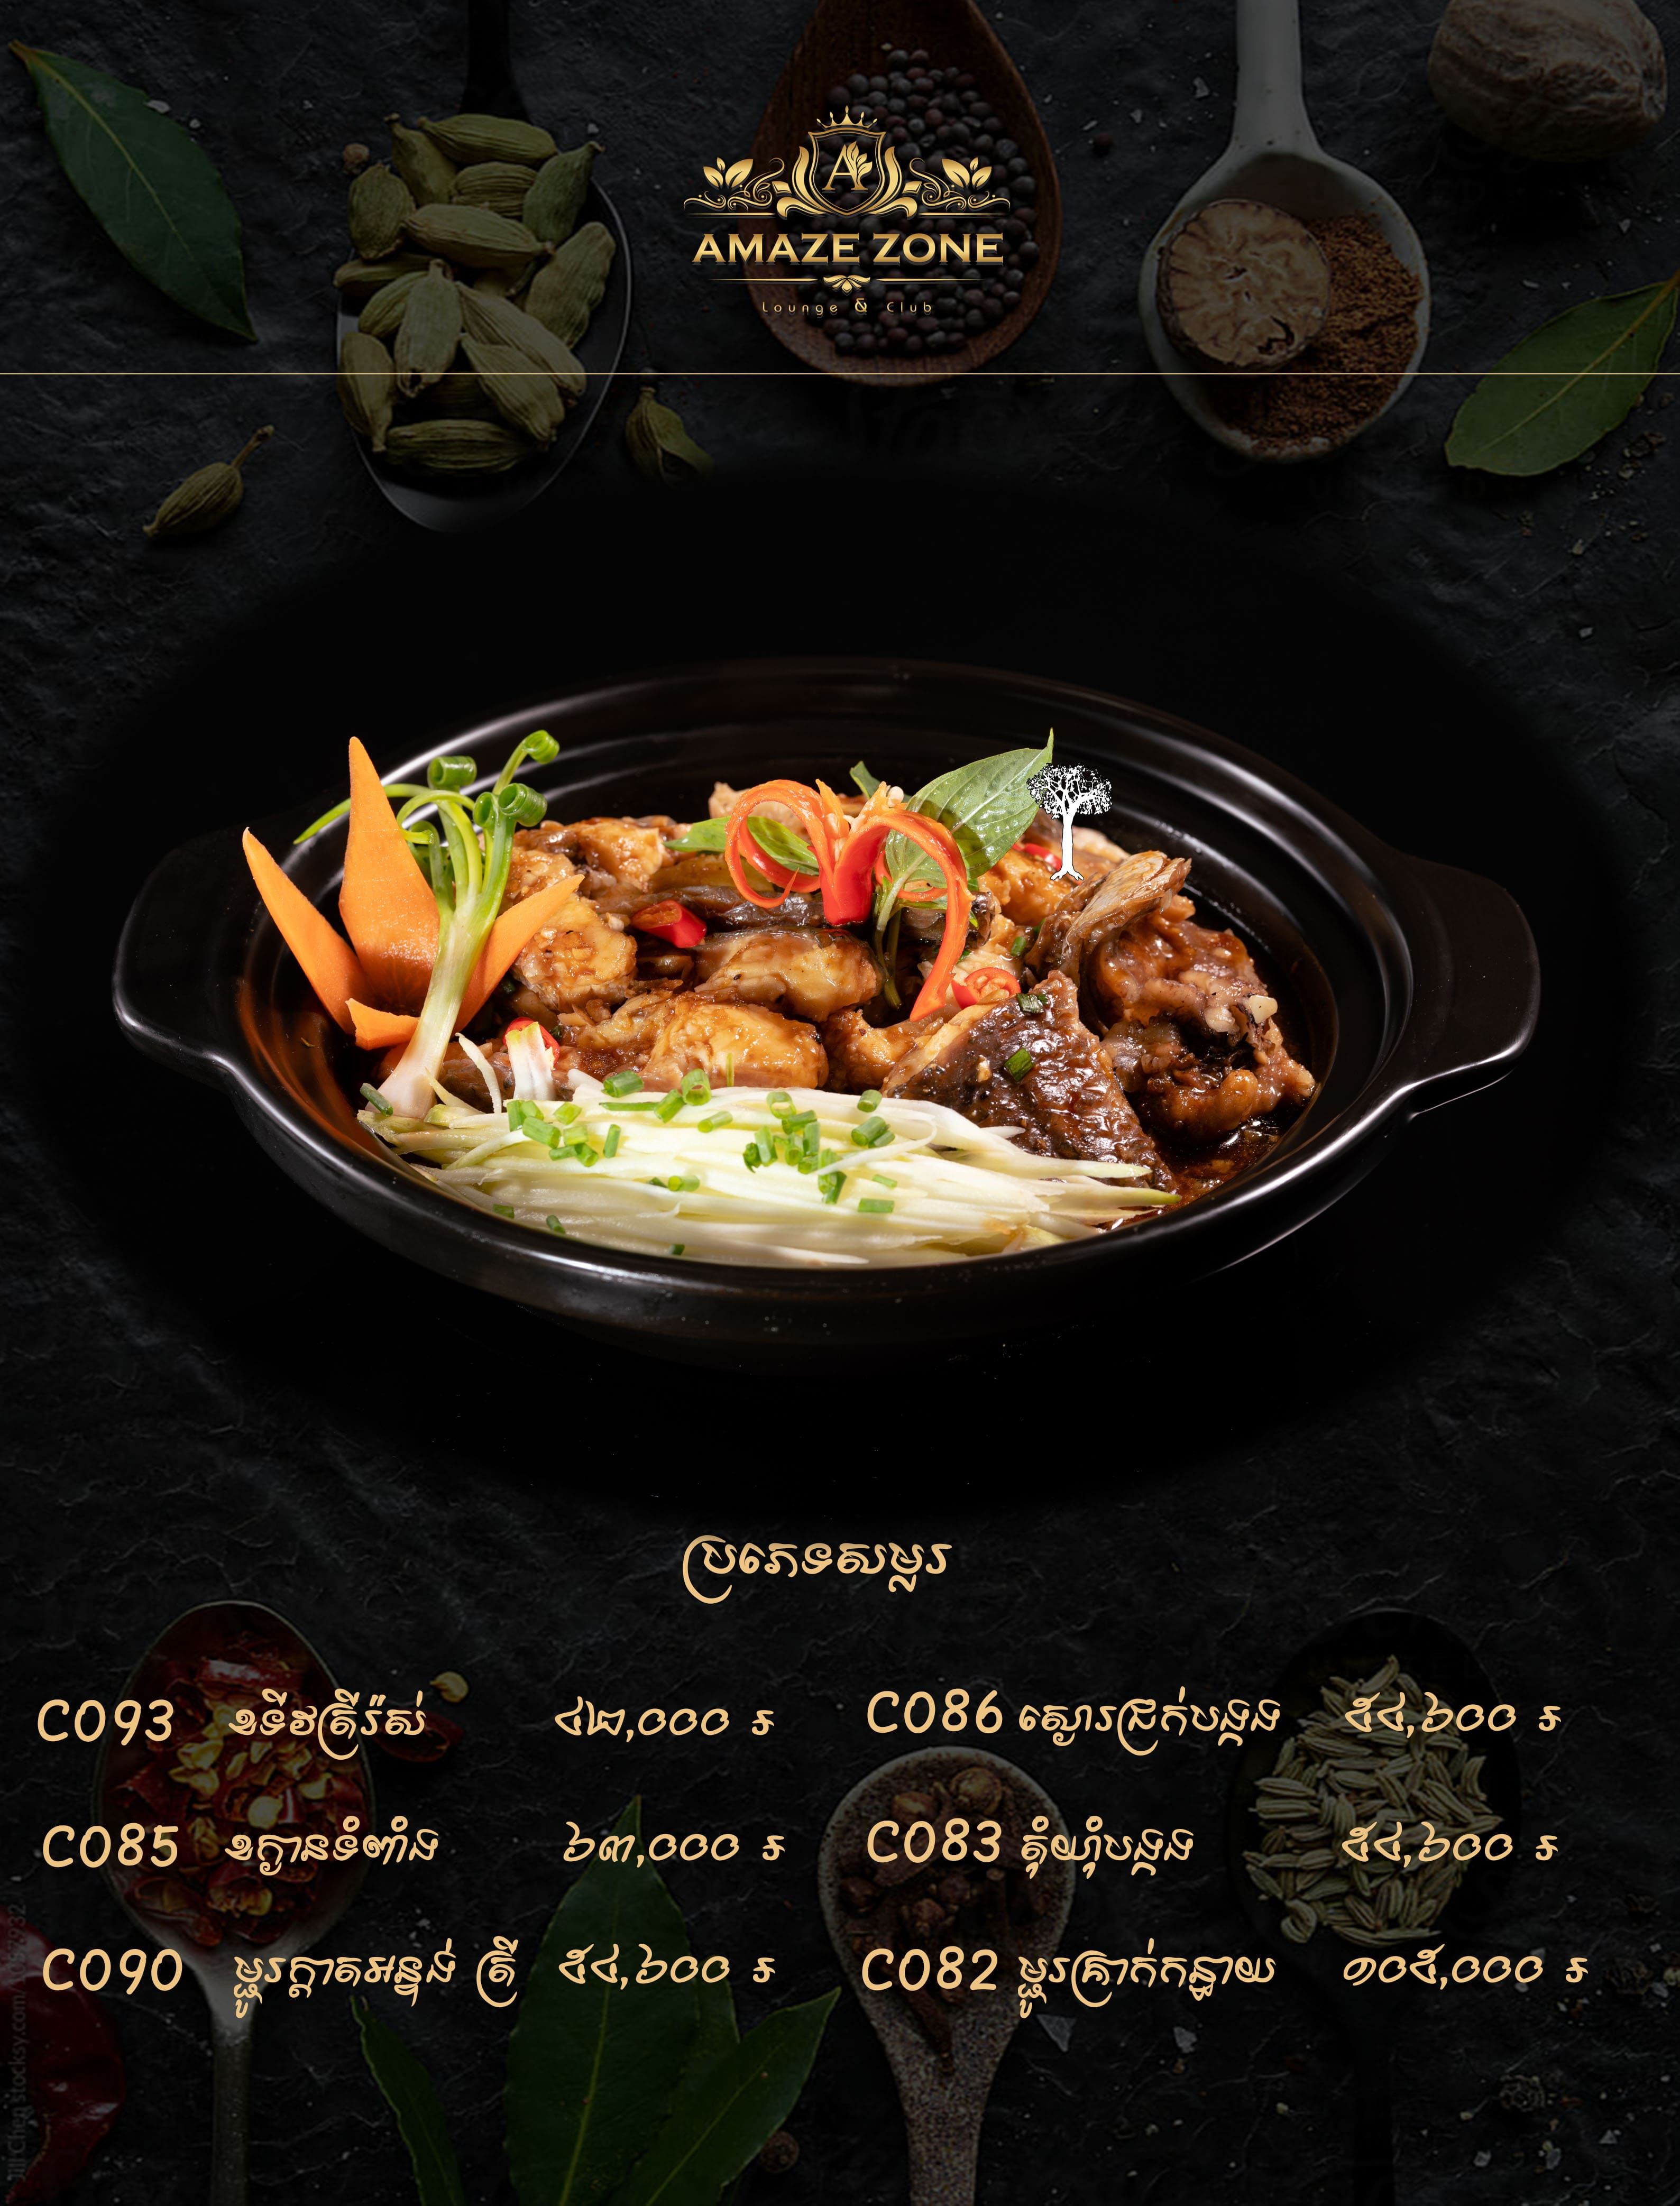 A
AMAZE ZONE
Lounge & Club
ប្រភេទសម្លរ
C093 ខទឹមត្រីរ៉ស់ ៤២,០០០ ៛
C086 ស្ងោរជ្រក់បង្កង ៥៤,៦០០ ៛
C085 ខក្ងានទំពាំង ៦៣,០០០ ៛
C083 តុំយ៉ាំបង្កង ៥៤,៦០០ ៛
C090 ម្ជូរក្តាតអន្ទង់ ត្រី ៥៤,៦០០ ៛
C082 ម្ជូរគ្រាក់កន្ធាយ ១០៥,០០០ ៛